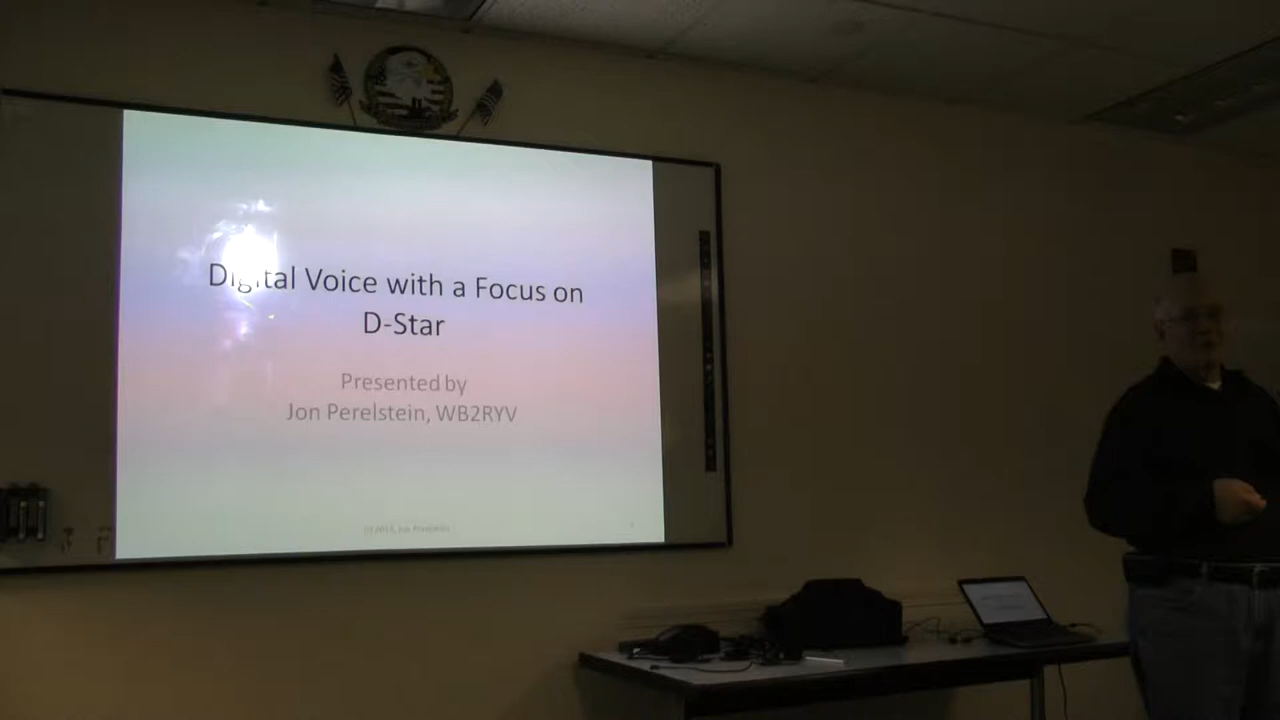 Digital Voice with a Focus on
D-Star
Presented by
Jon Perelstein, WB2RYV